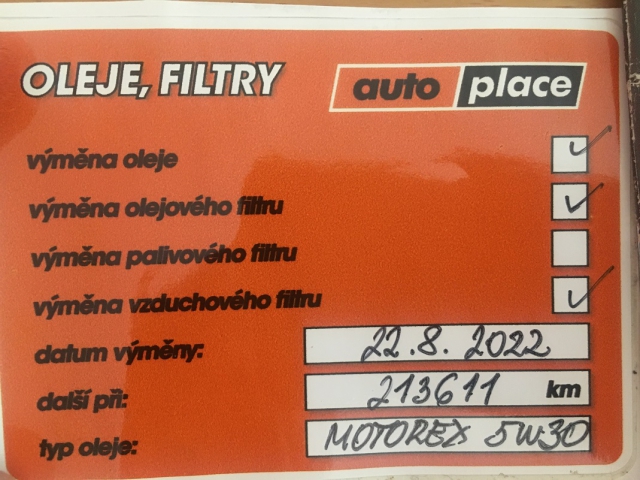 OLEJE, FILTRY auto place
výměna oleje
výměna olejového filtru
výměna palivového filtru
výměna vzduchového filtru
datum výměny: 22.8.2022
další při: 213611 km
typ oleje: MOTOREX 5W30